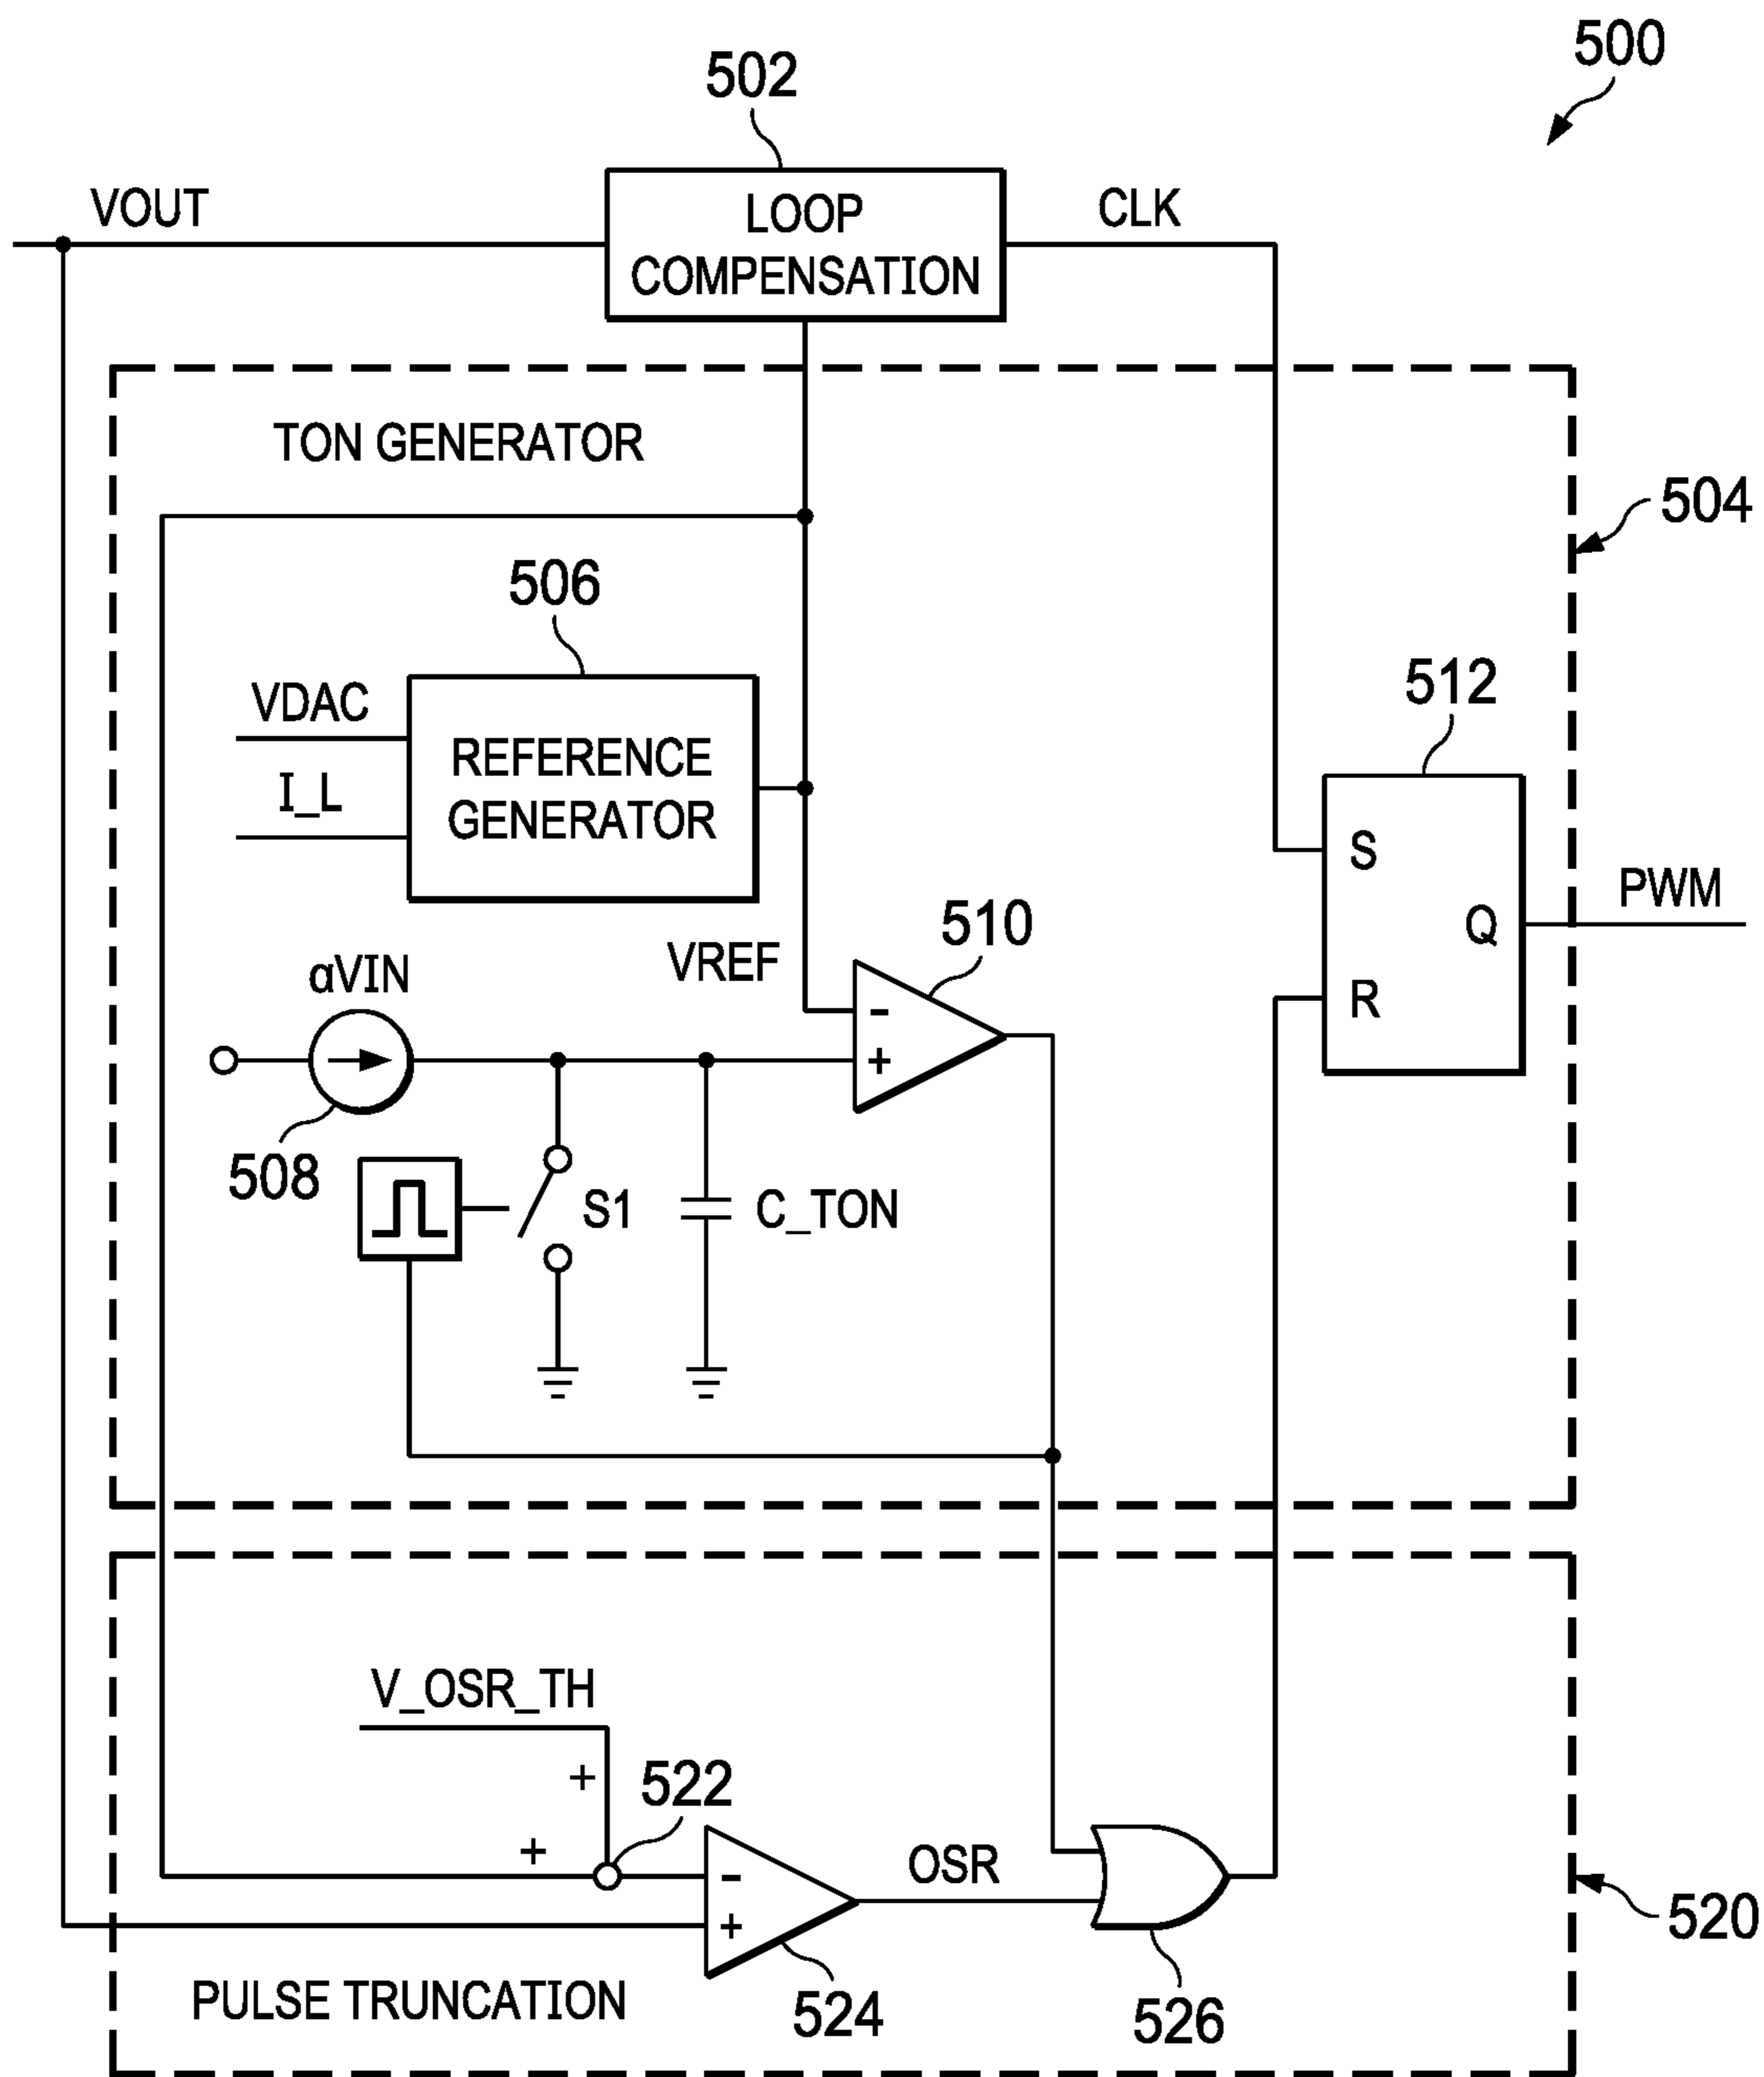 500
502
VOUT
LOOP
COMPENSATION
CLK
TON GENERATOR
504
506
VDAC
I_L
REFERENCE
GENERATOR
512
S
Q
R
PWM
510
VREF
-
+
αVIN
508
S1
C_TON
V_OSR_TH
+
522
+
-
+
OSR
520
PULSE TRUNCATION
524
526